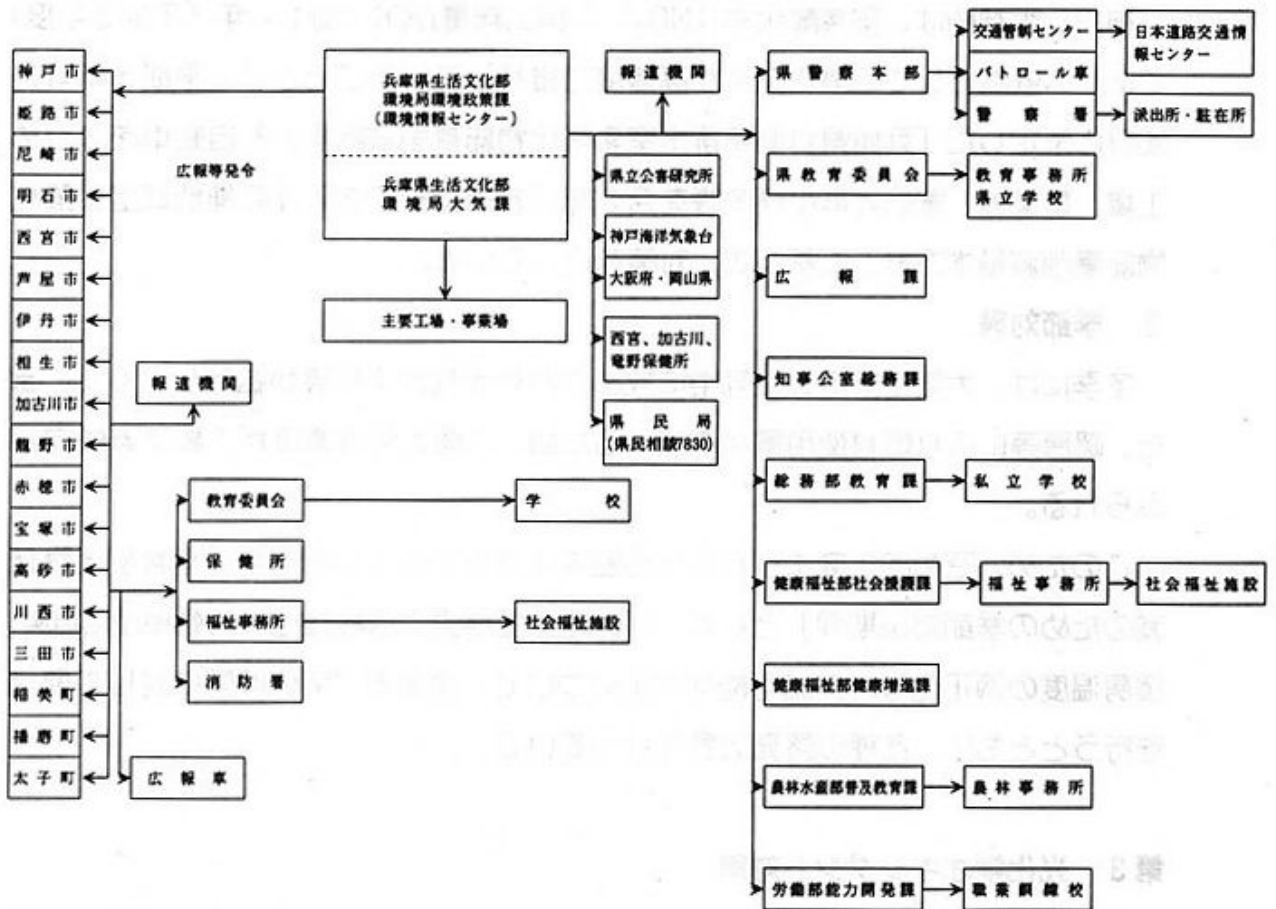 神戸市
姫路市
尼崎市
明石市
西宮市
芦屋市
伊丹市
相生市
加古川市
龍野市
赤穂市
宝塚市
高砂市
川西市
三田市
稲美町
播磨町
太子町
広報等発令
兵庫県生活文化部
環境局環境政策課
(環境情報センター)
兵庫県生活文化部
環境局大気課
主要工場・事業場
報道機関
教育委員会
学校
保健所
福祉事務所
社会福祉施設
消防署
広報車
報道機関
県立公害研究所
神戸海洋気象台
大阪府・岡山県
西宮、加古川、
竜野保健所
県民局
(県民相談7830)
県警察本部
交通管制センター
日本道路交通情
報センター
パトロール車
警察署
派出所・駐在所
県教育委員会
教育事務所
県立学校
広報課
知事公室総務課
総務部教育課
私立学校
健康福祉部社会援護課
福祉事務所
社会福祉施設
健康福祉部健康増進課
農林水産部普及教育課
農林事務所
労働部能力開発課
職業訓練校